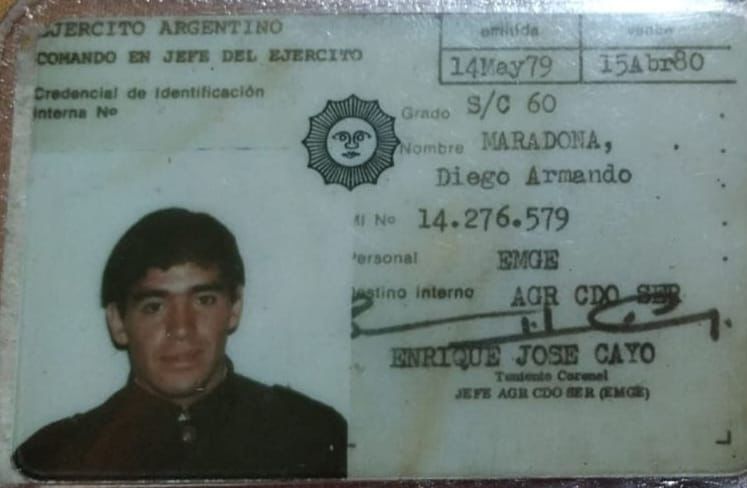 EJERCITO ARGENTINO
COMANDO EN JEFE DEL EJERCITO
Credencial de Identificación
Interna Nº
emitida
vence
14May79
15Abr80
Grado S/C 60
Nombre MARADONA,
Diego Armando
MI Nº 14.276.579
Personal EMGE
Destino interno AGR CDO SER
ENRIQUE JOSE CAYO
Teniente Coronel
JEFE AGR CDO SER (EMGE)